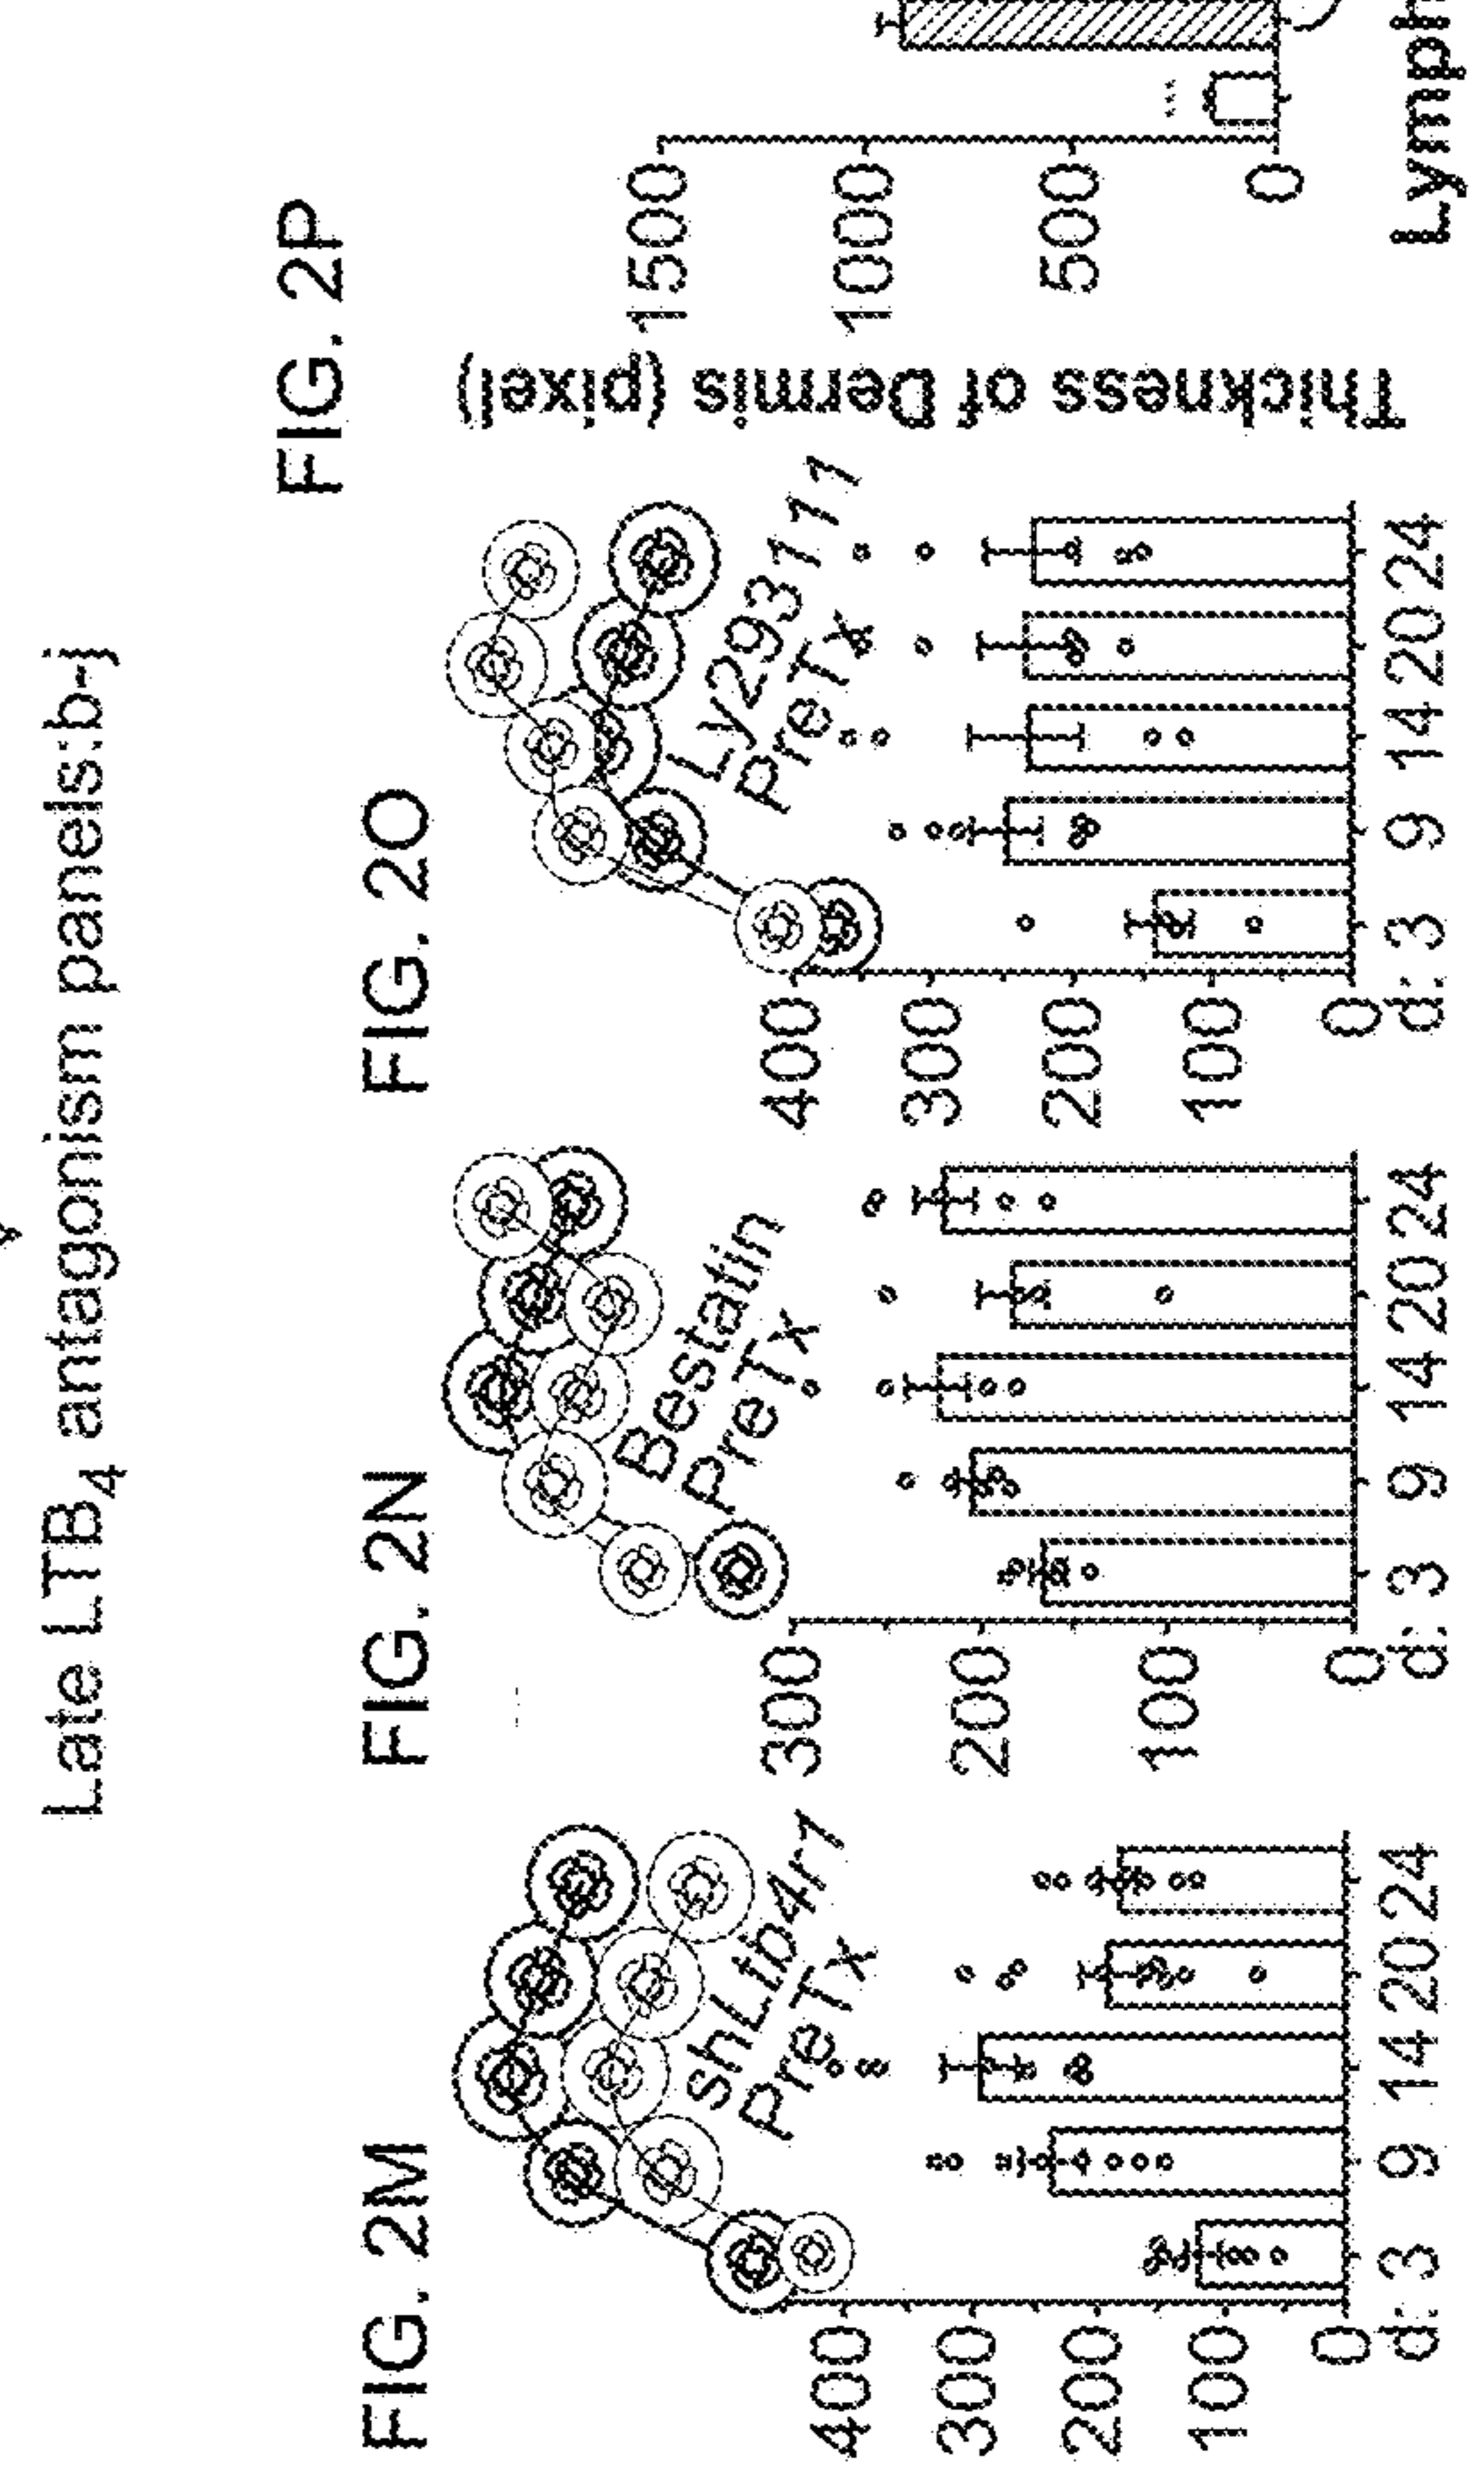 Late LTB4 antagonism panels:b-j
FIG. 2M
shLtb4r1
PreTx
400
300
200
100
0
d: 3 9 14 20 24
FIG. 2N
Bestatin
PreTx
300
200
100
0
d: 3 9 14 20 24
FIG. 2O
Ly293111
PreTx
400
300
200
100
0
d: 3 9 14 20 24
FIG. 2P
Thickness of Dermis (pixel)
1500
1000
500
0